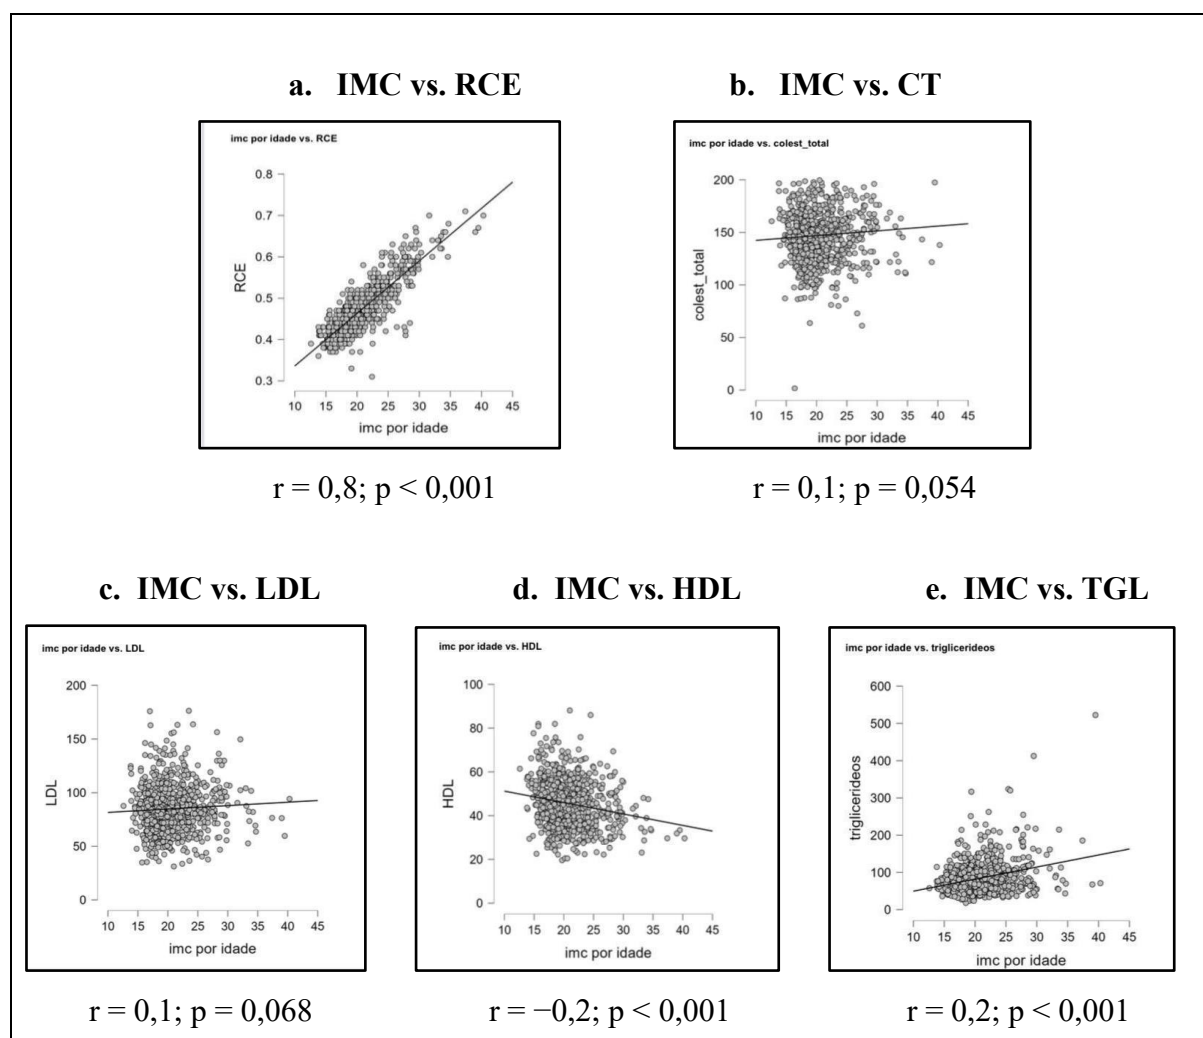 a. IMC vs. RCE
b. IMC vs. CT
imc por idade vs. RCE
0.8
0.7
0.6
0.5
0.4
0.3
RCE
10 15 20 25 30 35 40 45
imc por idade
imc por idade vs. colest_total
200
150
100
50
0
colest_total
10 15 20 25 30 35 40 45
imc por idade
r = 0,8; p < 0,001
r = 0,1; p = 0,054
c. IMC vs. LDL
d. IMC vs. HDL
e. IMC vs. TGL
imc por idade vs. LDL
200
150
100
50
0
LDL
10 15 20 25 30 35 40 45
imc por idade
imc por idade vs. HDL
100
80
60
40
20
0
HDL
10 15 20 25 30 35 40 45
imc por idade
imc por idade vs. triglicerideos
600
500
400
300
200
100
0
triglicerideos
10 15 20 25 30 35 40 45
imc por idade
r = 0,1; p = 0,068
r = −0,2; p < 0,001
r = 0,2; p < 0,001